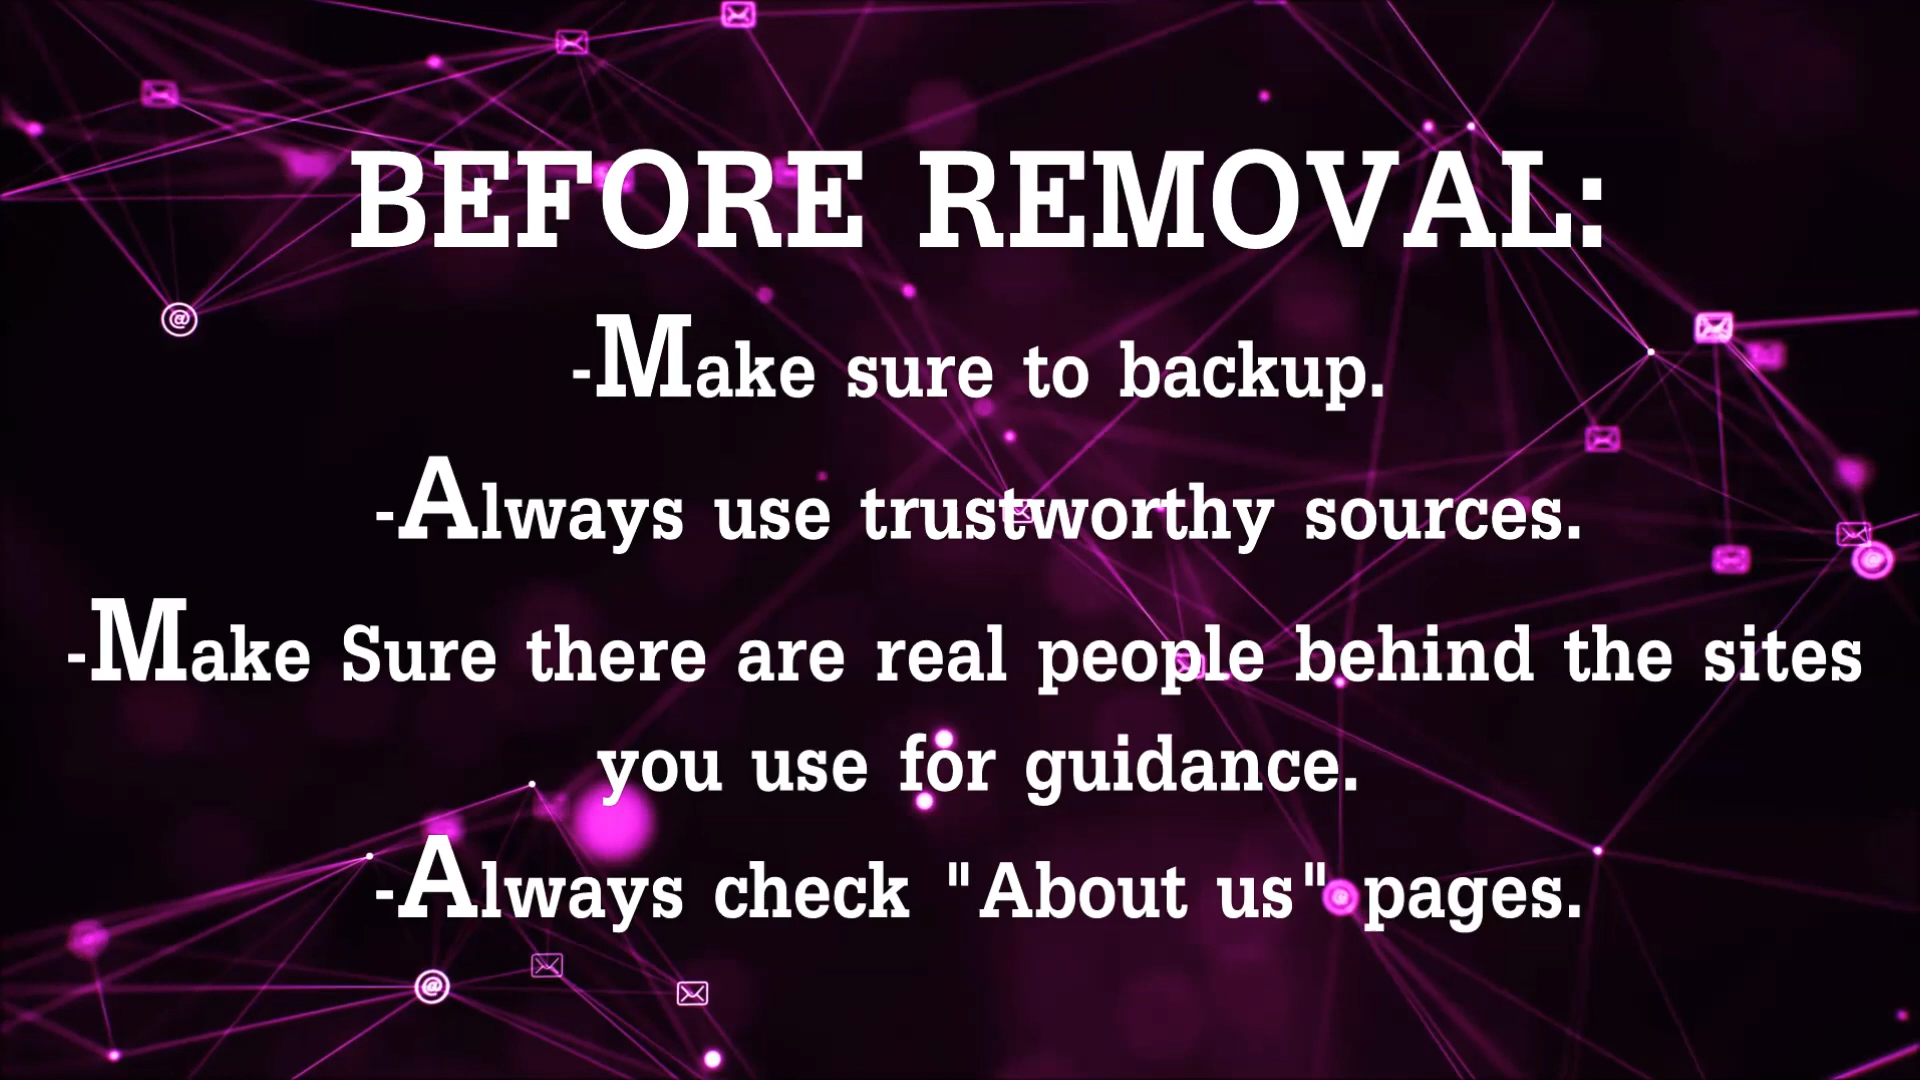 BEFORE REMOVAL:
-Make sure to backup.
-Always use trustworthy sources.
-Make Sure there are real people behind the sites
you use for guidance.
-Always check "About us" pages.